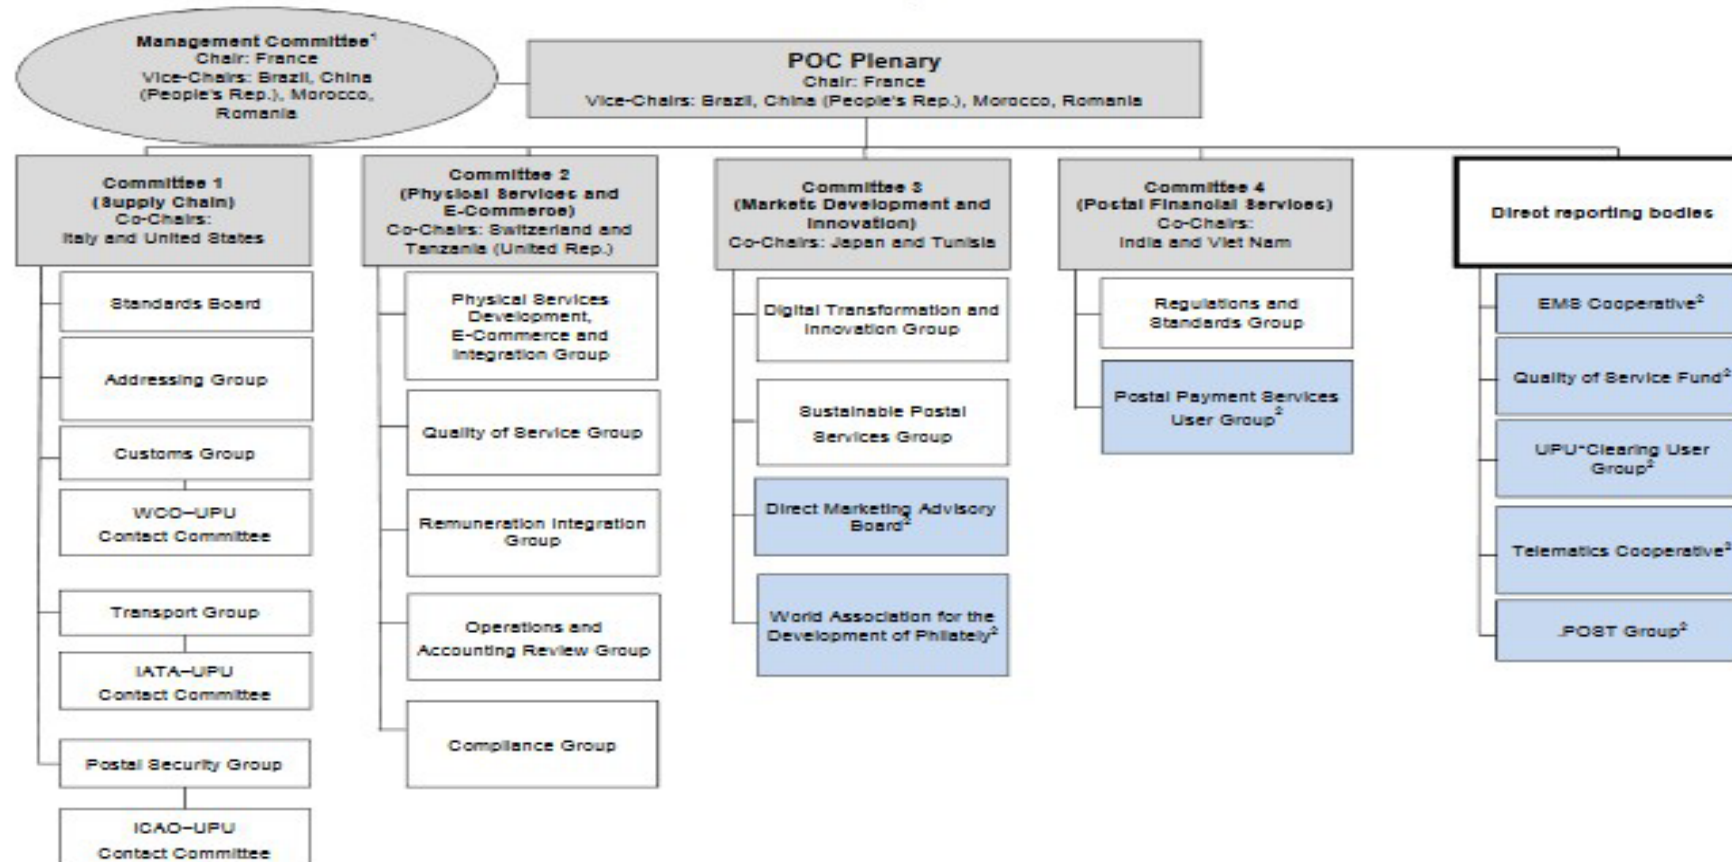 Management Committee¹
Chair: France
Vice-Chairs: Brazil, China
(People's Rep.), Morocco,
Romania
POC Plenary
Chair: France
Vice-Chairs: Brazil, China (People's Rep.), Morocco, Romania
Committee 1
(Supply Chain)
Co-Chairs:
Italy and United States
Standards Board
Addressing Group
Customs Group
WCO–UPU
Contact Committee
Transport Group
IATA–UPU
Contact Committee
Postal Security Group
ICAO–UPU
Contact Committee
Committee 2
(Physical Services and
E-Commerce)
Co-Chairs: Switzerland and
Tanzania (United Rep.)
Physical Services
Development,
E-Commerce and
Integration Group
Quality of Service Group
Remuneration Integration
Group
Operations and
Accounting Review Group
Compliance Group
Committee 3
(Markets Development and
Innovation)
Co-Chairs: Japan and Tunisia
Digital Transformation and
Innovation Group
Sustainable Postal
Services Group
Direct Marketing Advisory
Board²
World Association for the
Development of Philately²
Committee 4
(Postal Financial Services)
Co-Chairs:
India and Viet Nam
Regulations and
Standards Group
Postal Payment Services
User Group²
Direct reporting bodies
EMS Cooperative²
Quality of Service Fund²
UPU-Clearing User
Group²
Telematics Cooperative²
.POST Group²